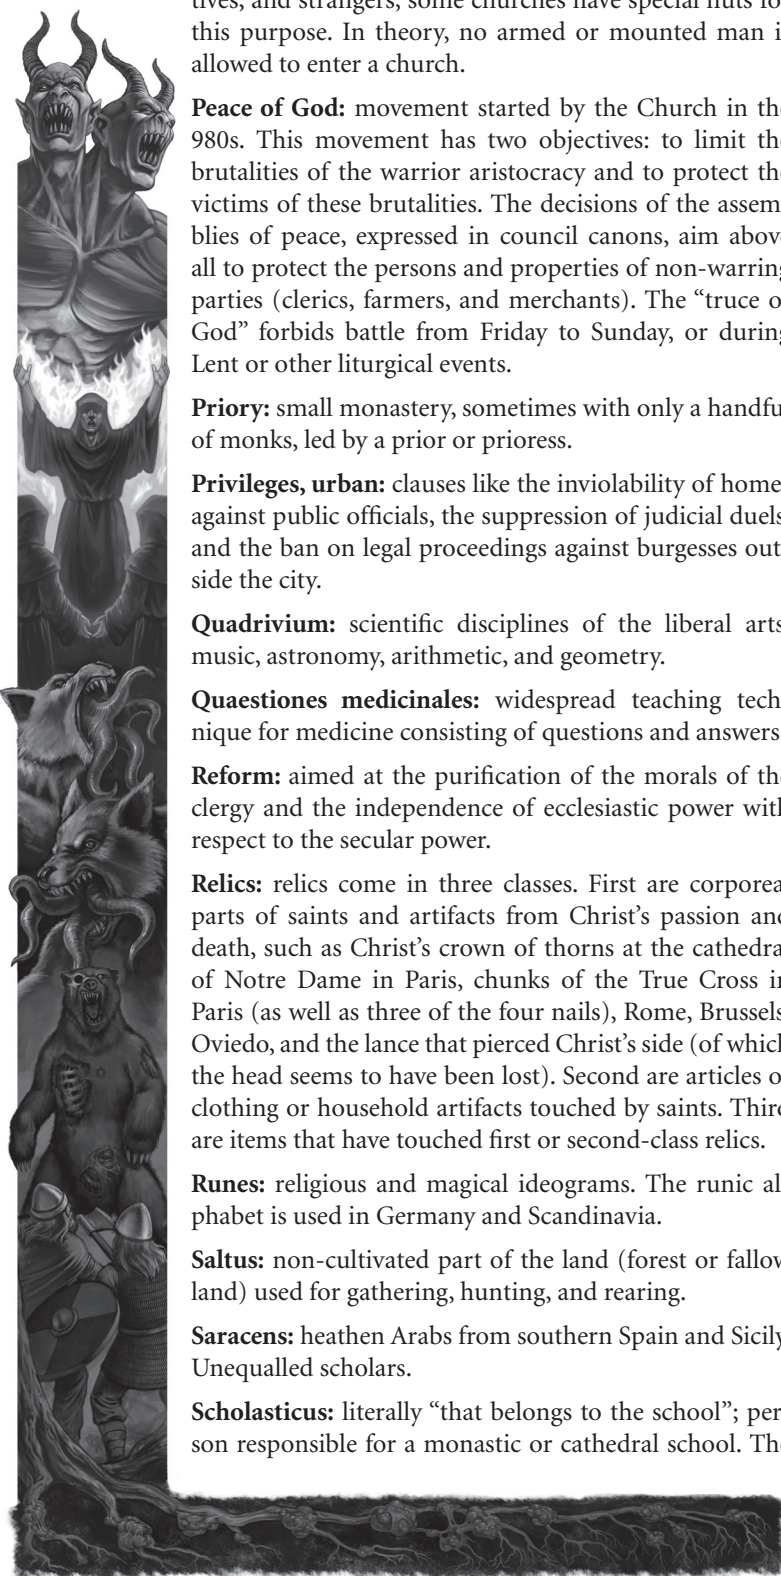 tives, and strangers, some churches have special huts fo
this purpose. In theory, no armed or mounted man i
allowed to enter a church.
Peace of God: movement started by the Church in the
980s. This movement has two objectives: to limit the
brutalities of the warrior aristocracy and to protect the
victims of these brutalities. The decisions of the assem
blies of peace, expressed in council canons, aim above
all to protect the persons and properties of non-warring
parties (clerics, farmers, and merchants). The “truce o
God” forbids battle from Friday to Sunday, or during
Lent or other liturgical events.
Priory: small monastery, sometimes with only a handfu
of monks, led by a prior or prioress.
Privileges, urban: clauses like the inviolability of home
against public officials, the suppression of judicial duels
and the ban on legal proceedings against burgesses out
side the city.
Quadrivium: scientific disciplines of the liberal arts
music, astronomy, arithmetic, and geometry.
Quaestiones medicinales: widespread teaching tech
nique for medicine consisting of questions and answers
Reform: aimed at the purification of the morals of the
clergy and the independence of ecclesiastic power with
respect to the secular power.
Relics: relics come in three classes. First are corporea
parts of saints and artifacts from Christ’s passion and
death, such as Christ’s crown of thorns at the cathedra
of Notre Dame in Paris, chunks of the True Cross in
Paris (as well as three of the four nails), Rome, Brussels
Oviedo, and the lance that pierced Christ’s side (of which
the head seems to have been lost). Second are articles o
clothing or household artifacts touched by saints. Third
are items that have touched first or second-class relics.
Runes: religious and magical ideograms. The runic al
phabet is used in Germany and Scandinavia.
Saltus: non-cultivated part of the land (forest or fallow
land) used for gathering, hunting, and rearing.
Saracens: heathen Arabs from southern Spain and Sicily
Unequalled scholars.
Scholasticus: literally “that belongs to the school”; per
son responsible for a monastic or cathedral school. The